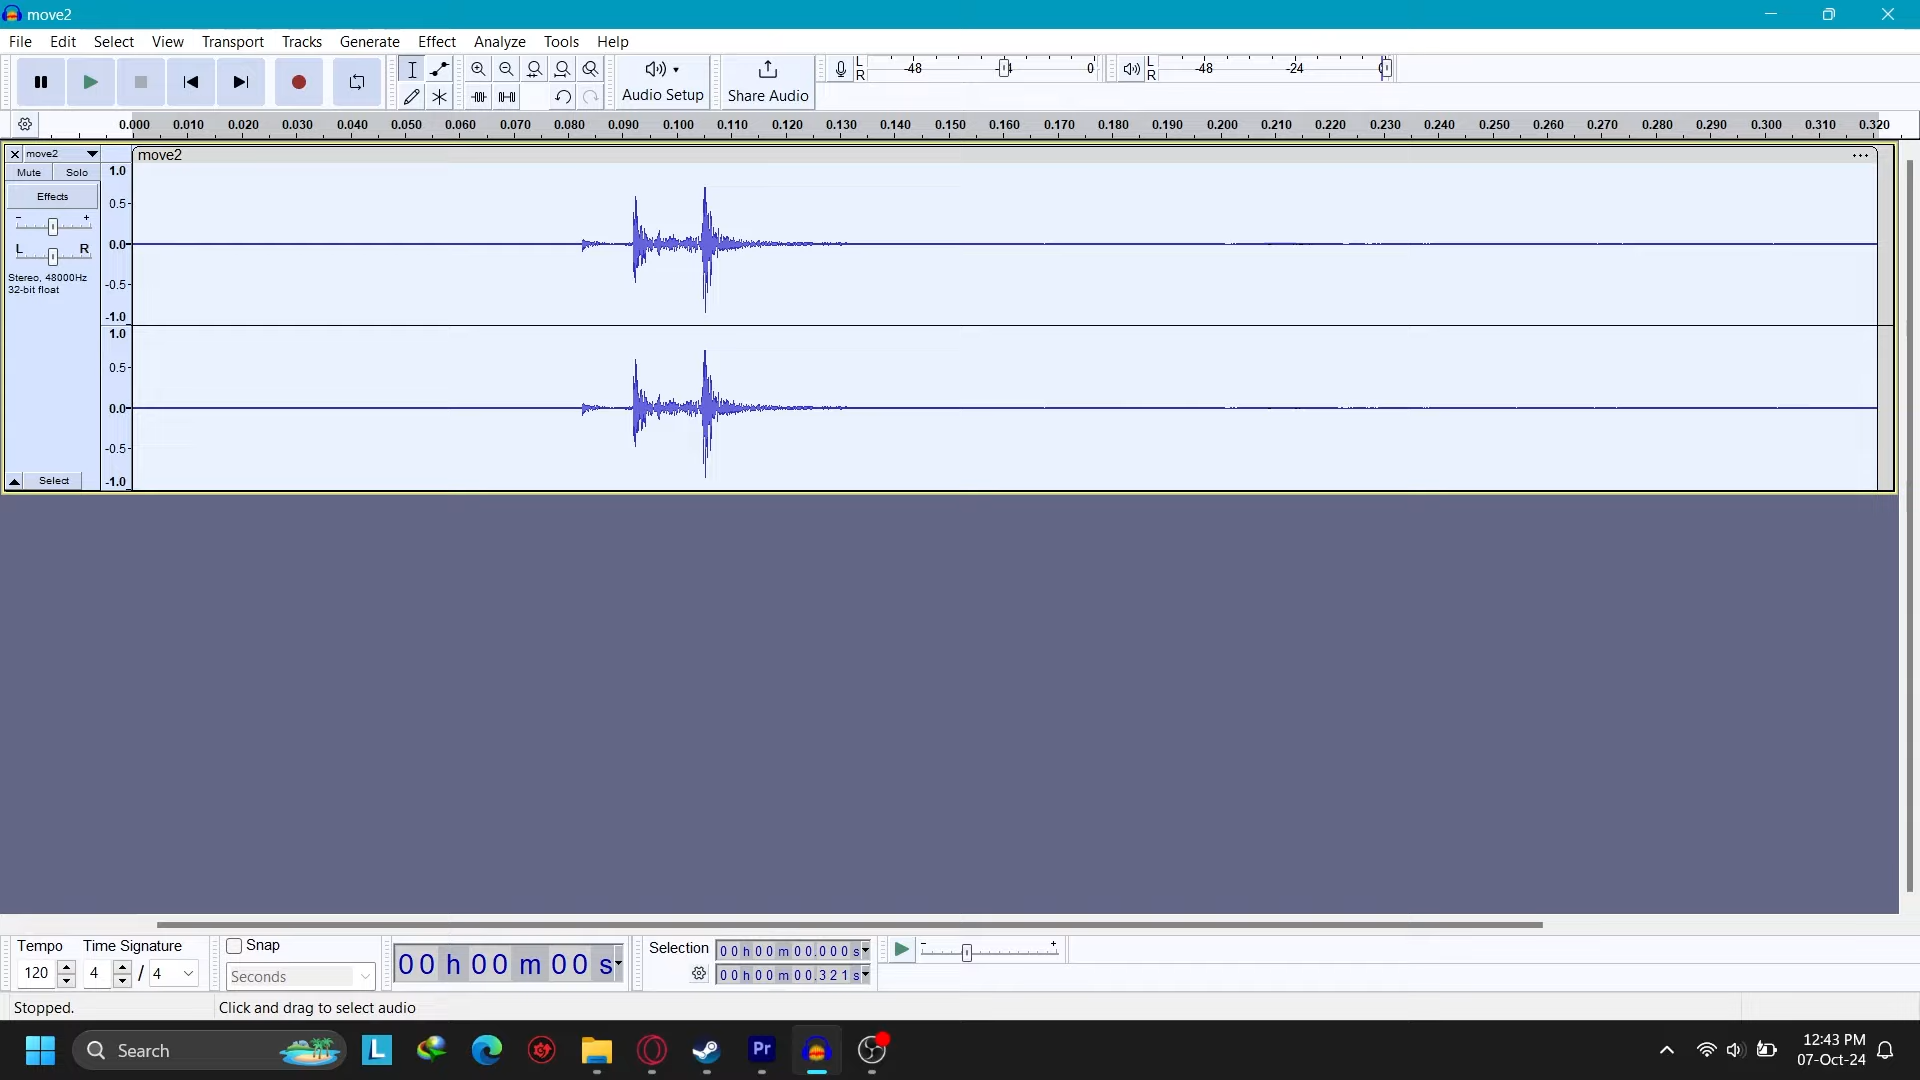 move2
File Edit Select View Transport Tracks Generate Effect Analyze Tools Help
Audio Setup
Share Audio
L
R
-48
0
L
R
-48 -24
0.000 0.010 0.020 0.030 0.040 0.050 0.060 0.070 0.080 0.090 0.100 0.110 0.120 0.130 0.140 0.150 0.160 0.170 0.180 0.190 0.200 0.210 0.220 0.230 0.240 0.250 0.260 0.270 0.280 0.290 0.300 0.310 0.320
move2
move2
Mute Solo
Effects
- +
L R
Stereo, 48000Hz
32-bit float
Select
1.0
0.5
0.0
-0.5
-1.0
1.0
0.5
0.0
-0.5
-1.0
Tempo
120
Time Signature
4 / 4
Snap
Seconds
00 h 00 m 00 s
Selection
00 h 00 m 00.000 s
00 h 00 m 00.321 s
- +
Stopped.
Click and drag to select audio
Search
L
Pr
12:43 PM
07-Oct-24